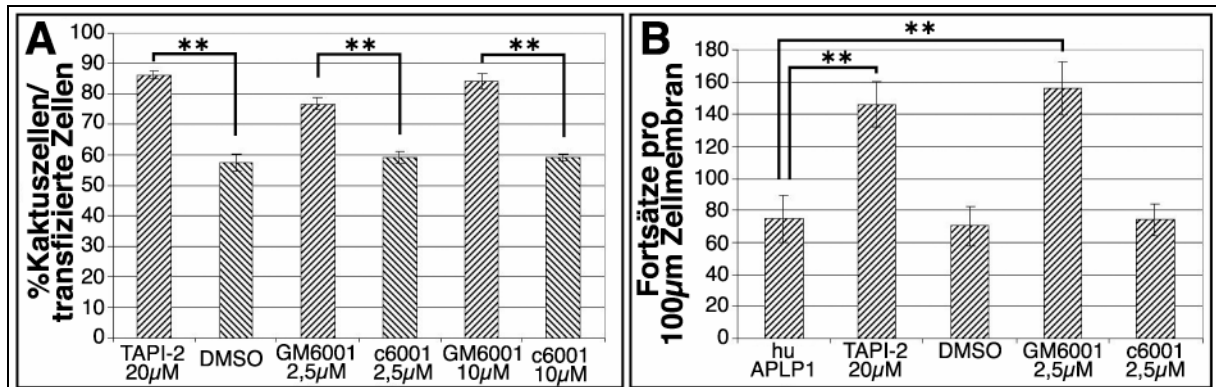 A
%Kaktuszellen/
transfizierte Zellen
100
90
80
70
60
50
40
30
20
10
0
**
**
**
TAPI-2
20µM
DMSO
GM6001
2,5µM
c6001
2,5µM
GM6001
10µM
c6001
10µM
B
Fortsätze pro
100µm Zellmembran
180
160
140
120
100
80
60
40
20
0
**
**
hu
APLP1
TAPI-2
20µM
DMSO
GM6001
2,5µM
c6001
2,5µM